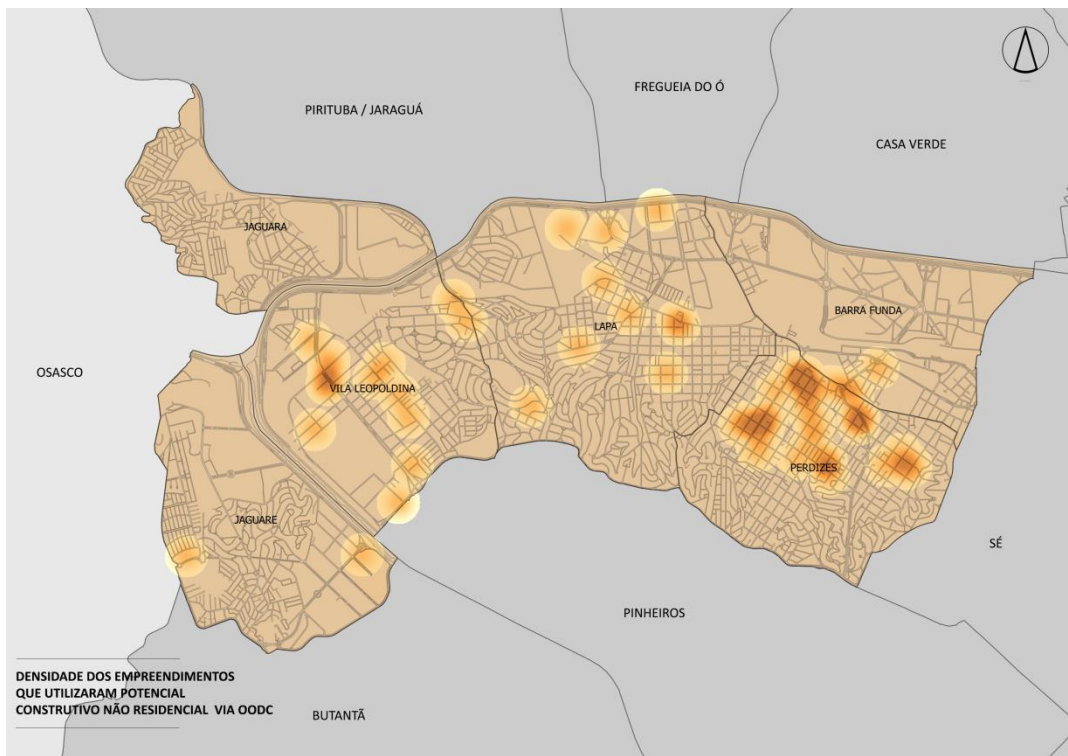 FREGUEIA DO Ó
PIRITUBA / JARAGUÁ
CASA VERDE
JAGUARA
BARRA FUNDA
LAPA
OSASCO
VILA LEOPOLDINA
PERDIZES
JAGUARE
SÉ
PINHEIROS
DENSIDADE DOS EMPREENDIMENTOS
QUE UTILIZARAM POTENCIAL
CONSTRUTIVO NÃO RESIDENCIAL VIA OODC
BUTANTÃ